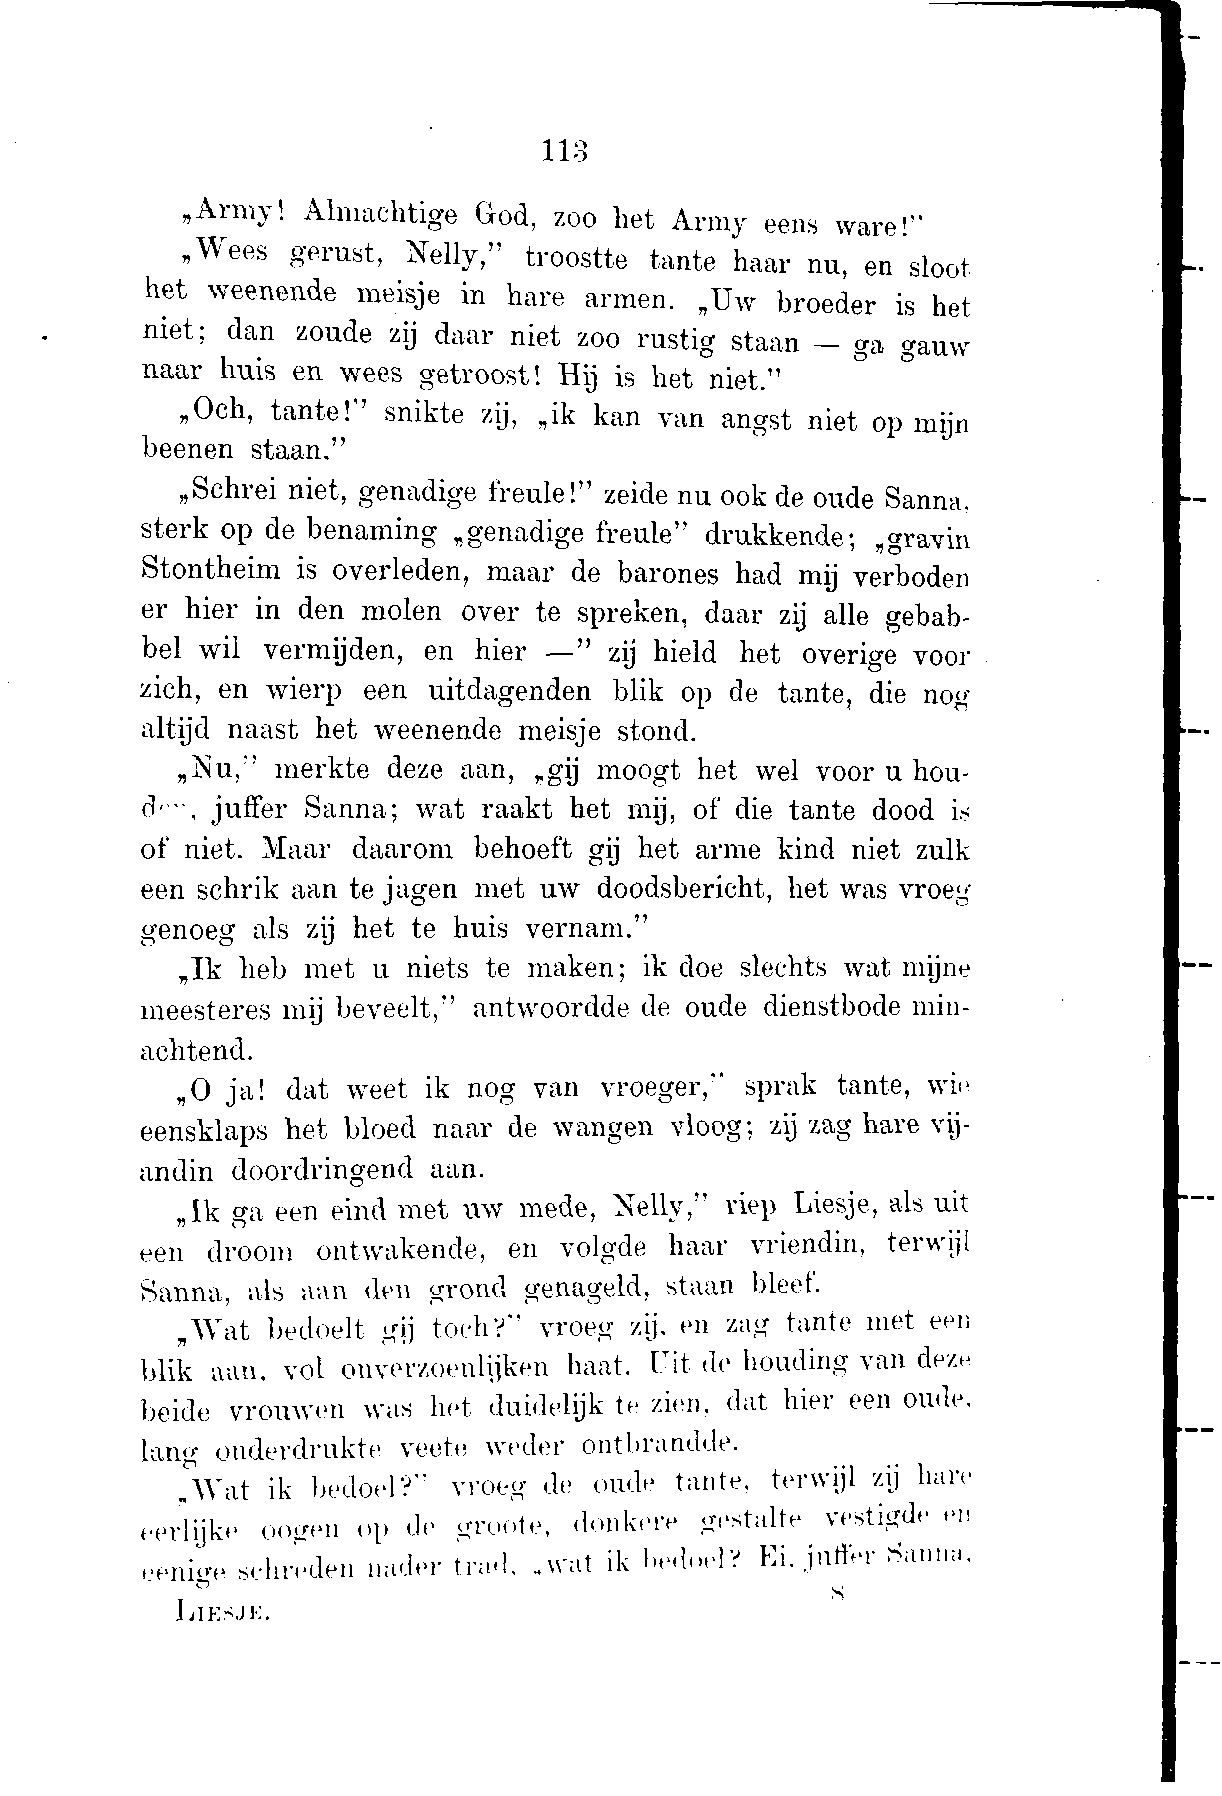 113
„Army! Almachtige God, zoo het Army eens ware!”
„Wees gerust, Nelly,” troostte tante haar nu, en sloot
het weenende meisje in hare armen. „Uw broeder is het
niet; dan zoude zij daar niet zoo rustig staan — ga gauw
naar huis en wees getroost! Hij is het niet.”
„Och, tante!” snikte zij, „ik kan van angst niet op mijn
beenen staan.”
„Schrei niet, genadige freule!” zeide nu ook de oude Sanna,
sterk op de benaming „genadige freule” drukkende; „gravin
Stontheim is overleden, maar de barones had mij verboden
er hier in den molen over te spreken, daar zij alle gebab-
bel wil vermijden, en hier —” zij hield het overige voor
zich, en wierp een uitdagenden blik op de tante, die nog
altijd naast het weenende meisje stond.
„Nu,” merkte deze aan, „gij moogt het wel voor u hou-
den, juffer Sanna; wat raakt het mij, of die tante dood is
of niet. Maar daarom behoeft gij het arme kind niet zulk
een schrik aan te jagen met uw doodsbericht, het was vroeg
genoeg als zij het te huis vernam.”
„Ik heb met u niets te maken; ik doe slechts wat mijne
meesteres mij beveelt,” antwoordde de oude dienstbode min-
achtend.
„O ja! dat weet ik nog van vroeger,” sprak tante, wie
eensklaps het bloed naar de wangen vloog; zij zag hare vij-
andin doordringend aan.
„Ik ga een eind met uw mede, Nelly,” riep Liesje, als uit
een droom ontwakende, en volgde haar vriendin, terwijl
Sanna, als aan den grond genageld, staan bleef.
„Wat bedoelt gij toch?” vroeg zij, en zag tante met een
blik aan, vol onverzoenlijken haat. Uit de houding van deze
beide vrouwen was het duidelijk te zien, dat hier een oude,
lang onderdrukte veete weder ontbrandde.
„Wat ik bedoel?” vroeg de oude tante, terwijl zij hare
eerlijke oogen op de groote, donkere gestalte vestigde en
eenige schreden nader trad, „wat ik bedoel? Ei, juffer Sanna,
LIESJE. 8